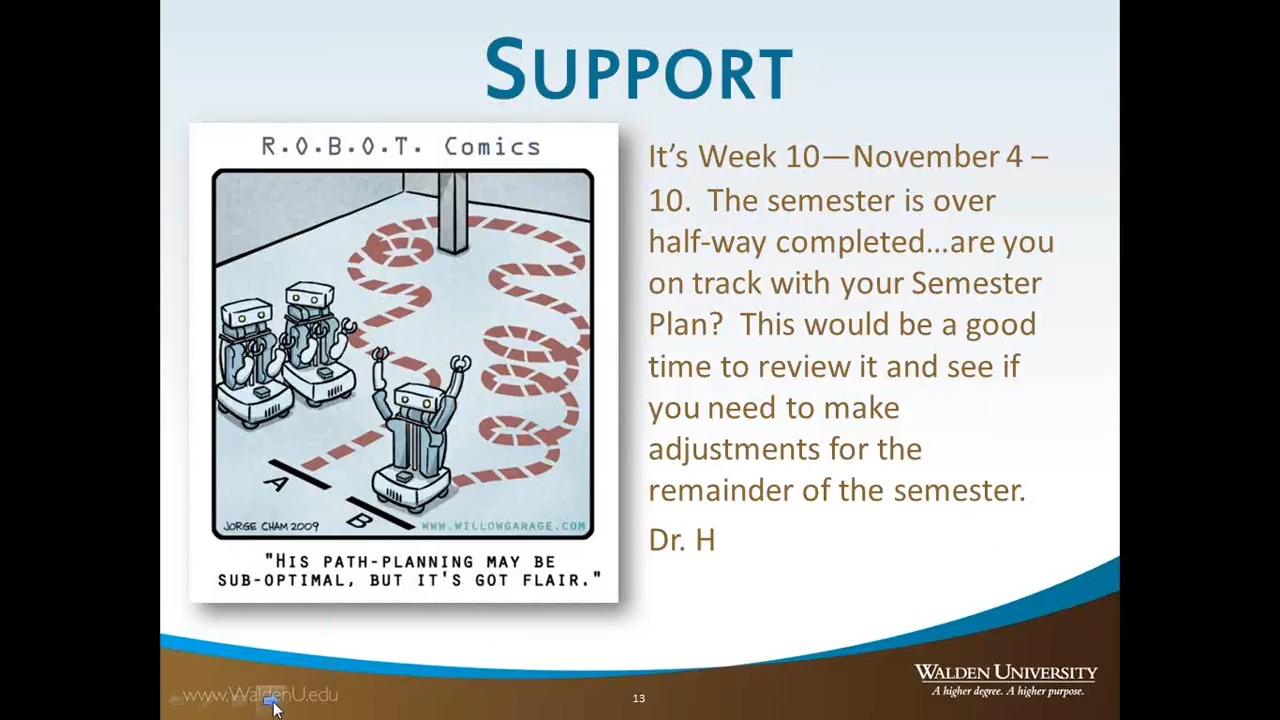 SUPPORT
R.O.B.O.T. Comics
A
B
JORGE CHAM 2009
WWW.WILLOWGARAGE.COM
"HIS PATH-PLANNING MAY BE
SUB-OPTIMAL, BUT IT'S GOT FLAIR."
It's Week 10—November 4 –
10.  The semester is over
half-way completed…are you
on track with your Semester
Plan?  This would be a good
time to review it and see if
you need to make
adjustments for the
remainder of the semester.
Dr. H
www.WaldenU.edu
13
WALDEN UNIVERSITY
A higher degree. A higher purpose.